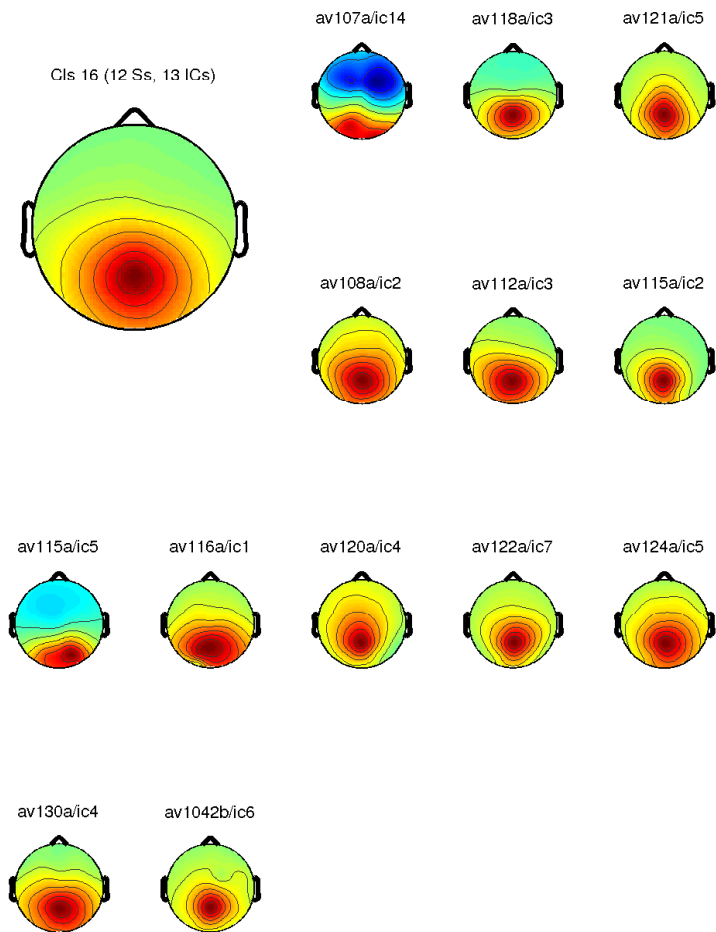 av107a/ic14
av118a/ic3
av121a/ic5
Cls 16 (12 Ss, 13 ICs)
av108a/ic2
av112a/ic3
av115a/ic2
av115a/ic5
av116a/ic1
av120a/ic4
av122a/ic7
av124a/ic5
av130a/ic4
av1042b/ic6